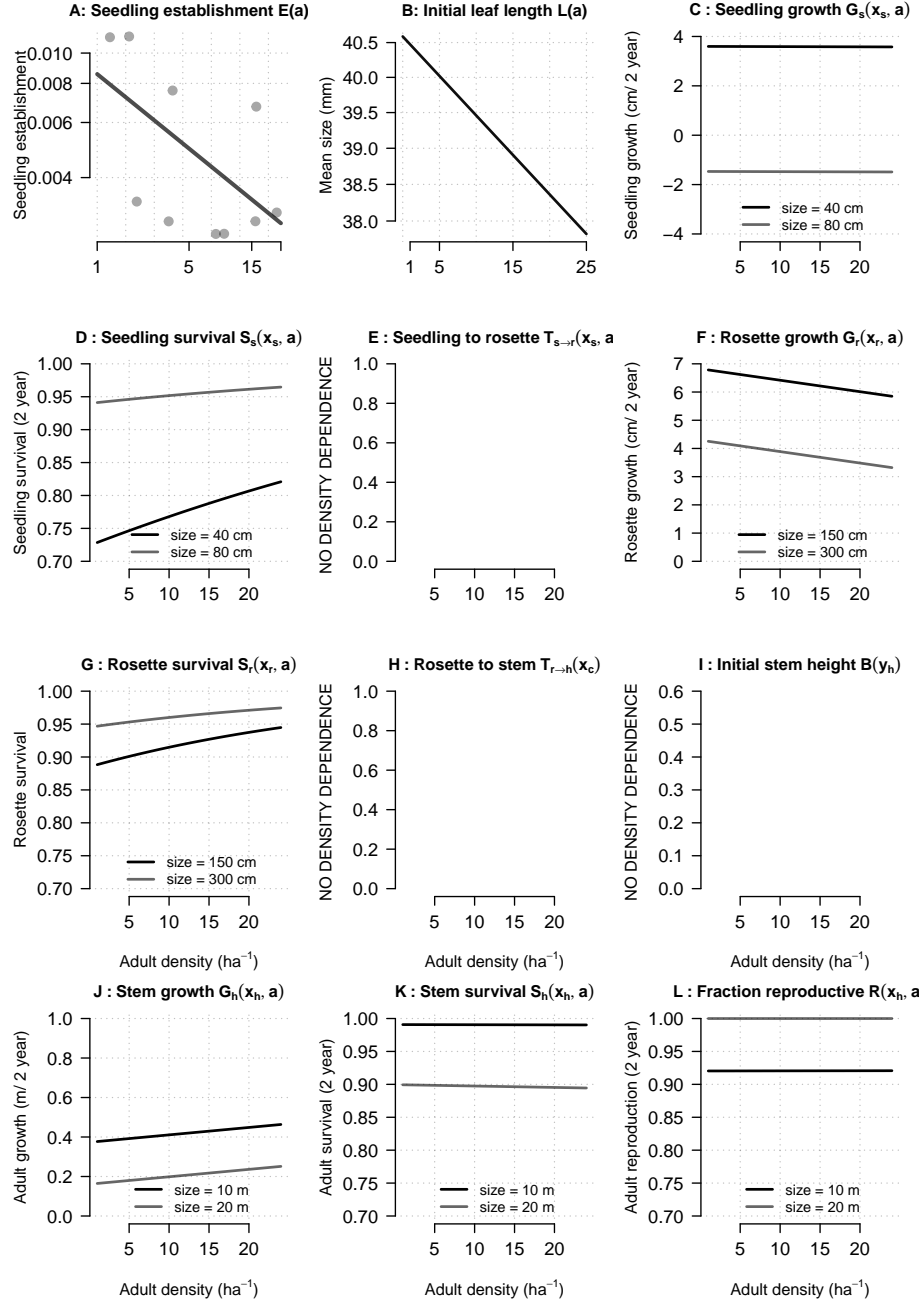 A: Seedling establishment E(a)
Seedling establishment
0.010
0.008
0.006
0.004
1 5 15
B: Initial leaf length L(a)
Mean size (mm)
40.5
40.0
39.5
39.0
38.5
38.0
1 5 15 25
C : Seedling growth Gs(xs, a)
Seedling growth (cm/ 2 year)
4
2
0
−2
−4
size = 40 cm
size = 80 cm
5 10 15 20
D : Seedling survival Ss(xs, a)
Seedling survival (2 year)
1.00
0.95
0.90
0.85
0.80
0.75
0.70
size = 40 cm
size = 80 cm
5 10 15 20
E : Seedling to rosette Ts→r(xs, a
NO DENSITY DEPENDENCE
1.0
0.8
0.6
0.4
0.2
0.0
5 10 15 20
F : Rosette growth Gr(xr, a)
Rosette growth (cm/ 2 year)
7
6
5
4
3
2
1
0
size = 150 cm
size = 300 cm
5 10 15 20
G : Rosette survival Sr(xr, a)
Rosette survival
1.00
0.95
0.90
0.85
0.80
0.75
0.70
size = 150 cm
size = 300 cm
5 10 15 20
Adult density (ha⁻¹)
H : Rosette to stem Tr→h(xc)
NO DENSITY DEPENDENCE
1.0
0.8
0.6
0.4
0.2
0.0
5 10 15 20
Adult density (ha⁻¹)
I : Initial stem height B(yh)
NO DENSITY DEPENDENCE
0.6
0.5
0.4
0.3
0.2
0.1
0.0
5 10 15 20
Adult density (ha⁻¹)
J : Stem growth Gh(xh, a)
Adult growth (m/ 2 year)
1.0
0.8
0.6
0.4
0.2
0.0
size = 10 m
size = 20 m
5 10 15 20
Adult density (ha⁻¹)
K : Stem survival Sh(xh, a)
Adult survival (2 year)
1.00
0.95
0.90
0.85
0.80
0.75
0.70
size = 10 m
size = 20 m
5 10 15 20
Adult density (ha⁻¹)
L : Fraction reproductive R(xh, a
Adult reproduction (2 year)
1.00
0.95
0.90
0.85
0.80
0.75
0.70
size = 10 m
size = 20 m
5 10 15 20
Adult density (ha⁻¹)